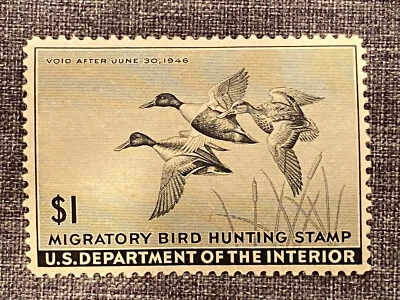 VOID AFTER JUNE 30, 1946
$1
MIGRATORY BIRD HUNTING STAMP
U.S. DEPARTMENT OF THE INTERIOR